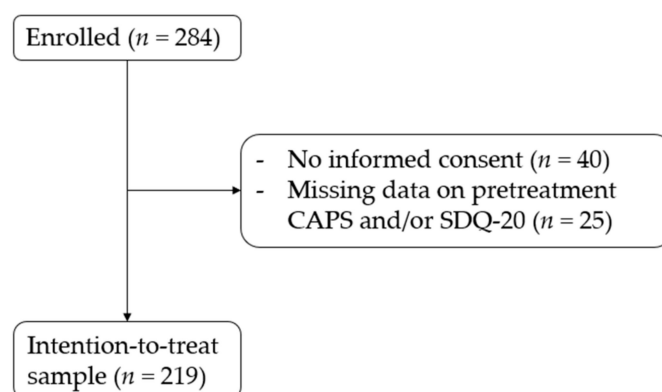 Enrolled (n = 284)
- No informed consent (n = 40)
- Missing data on pretreatment
CAPS and/or SDQ-20 (n = 25)
Intention-to-treat
sample (n = 219)